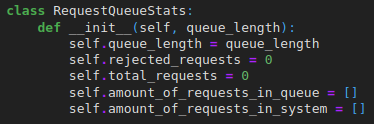 class RequestQueueStats:
    def __init__(self, queue_length):
        self.queue_length = queue_length
        self.rejected_requests = 0
        self.total_requests = 0
        self.amount_of_requests_in_queue = []
        self.amount_of_requests_in_system = []